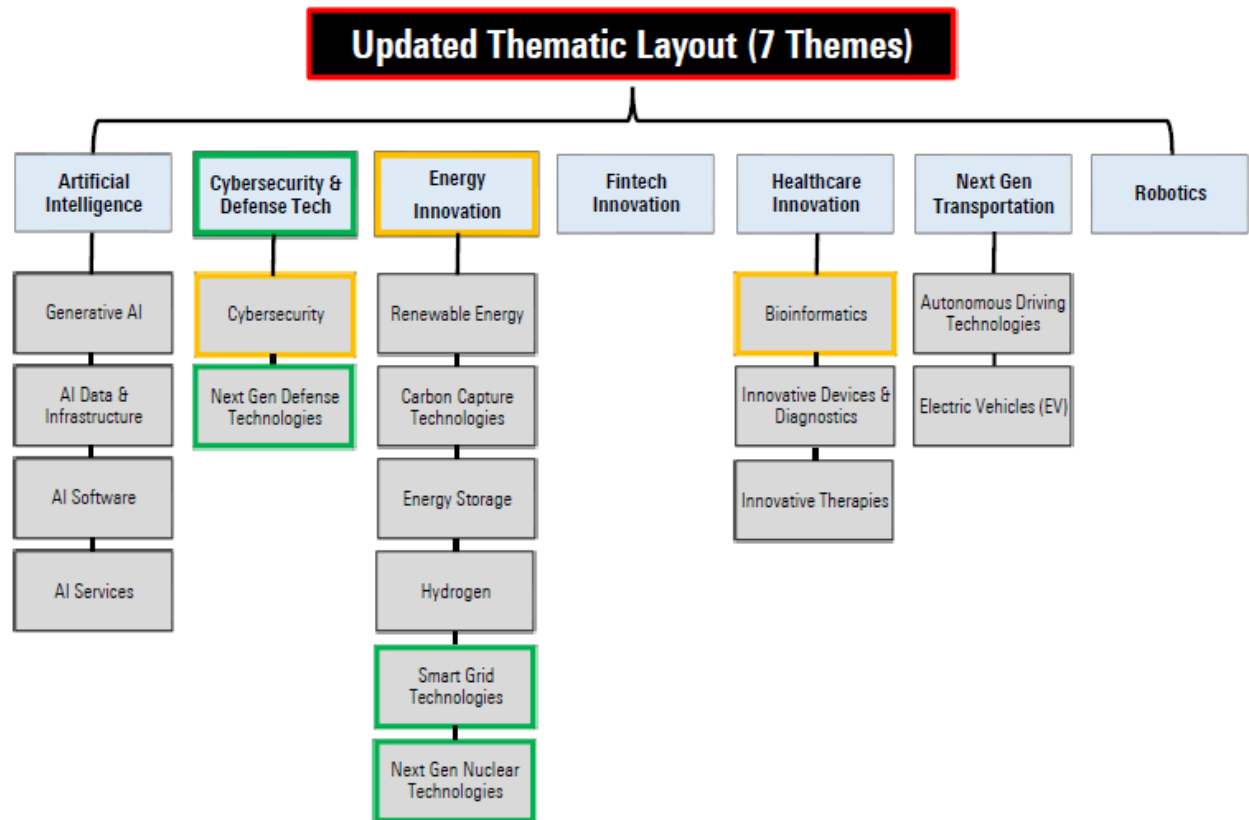 Updated Thematic Layout (7 Themes)
Artificial
Intelligence
Cybersecurity &
Defense Tech
Energy
Innovation
Fintech
Innovation
Healthcare
Innovation
Next Gen
Transportation
Robotics
Generative AI
AI Data &
Infrastructure
AI Software
AI Services
Cybersecurity
Next Gen Defense
Technologies
Renewable Energy
Carbon Capture
Technologies
Energy Storage
Hydrogen
Smart Grid
Technologies
Next Gen Nuclear
Technologies
Bioinformatics
Innovative Devices &
Diagnostics
Innovative Therapies
Autonomous Driving
Technologies
Electric Vehicles (EV)